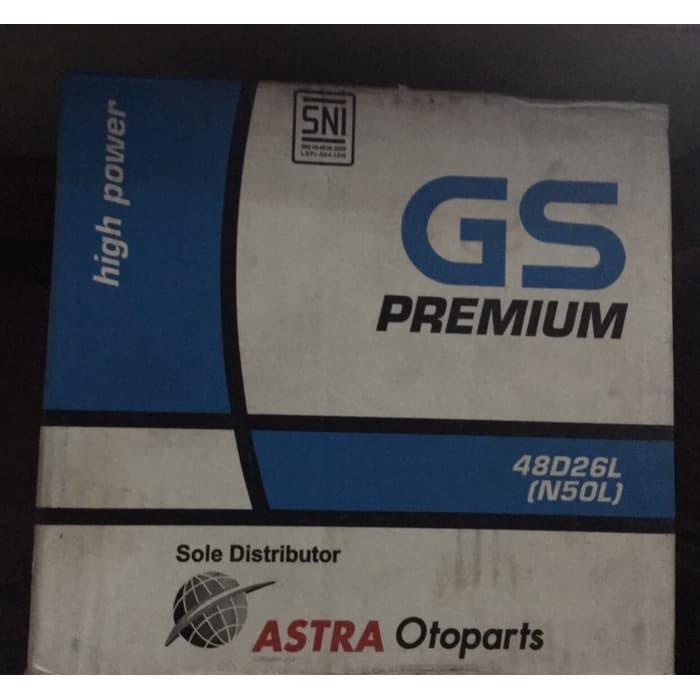 high power
SNI
GS
PREMIUM
48D26L
(N50L)
Sole Distributor
ASTRA Otoparts